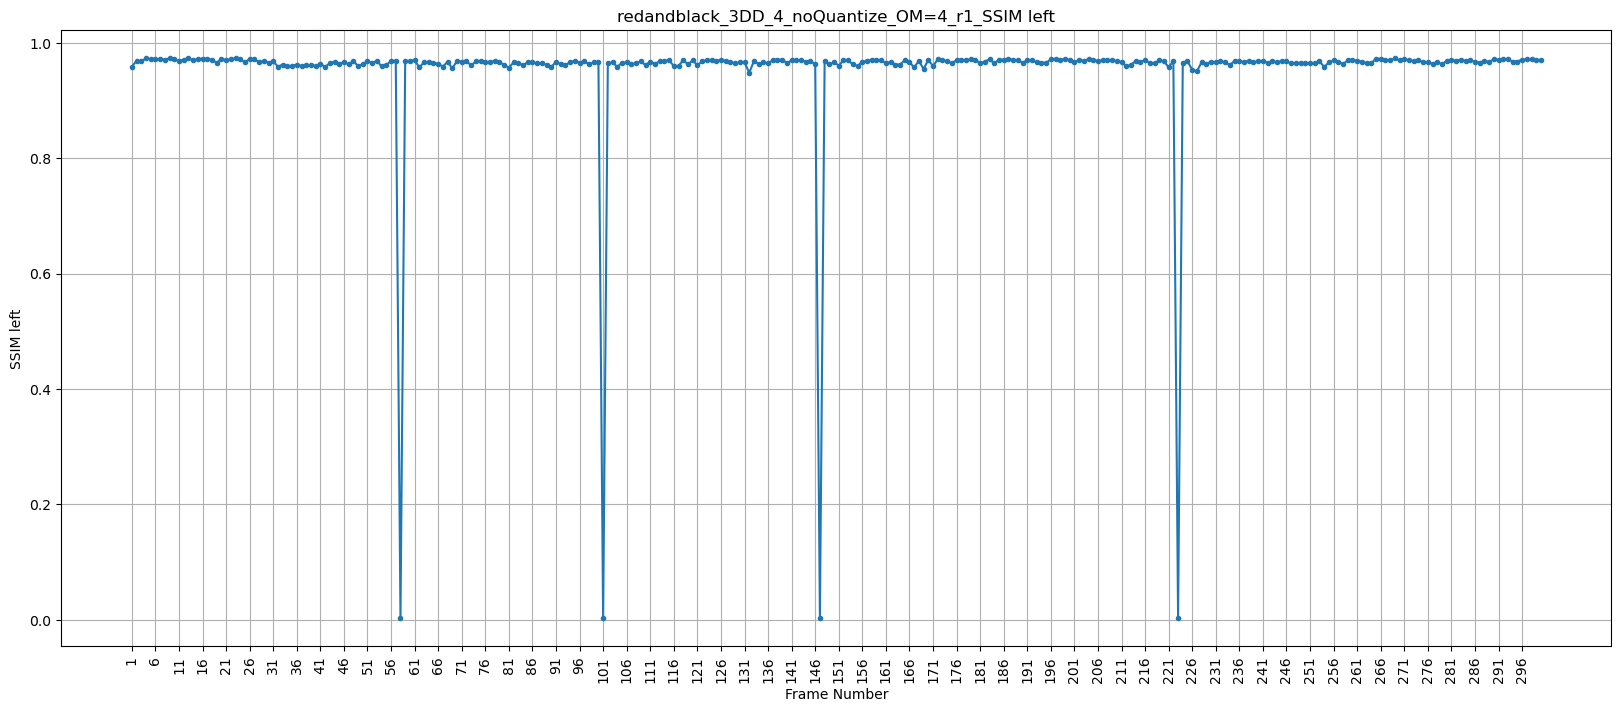 redandblack_3DD_4_noQuantize_OM=4_r1_SSIM left
1.0
0.8
0.6
0.4
0.2
0.0
SSIM left
1 6 11 16 21 26 31 36 41 46 51 56 61 66 71 76 81 86 91 96 101 106 111 116 121 126 131 136 141 146 151 156 161 166 171 176 181 186 191 196 201 206 211 216 221 226 231 236 241 246 251 256 261 266 271 276 281 286 291 296
Frame Number